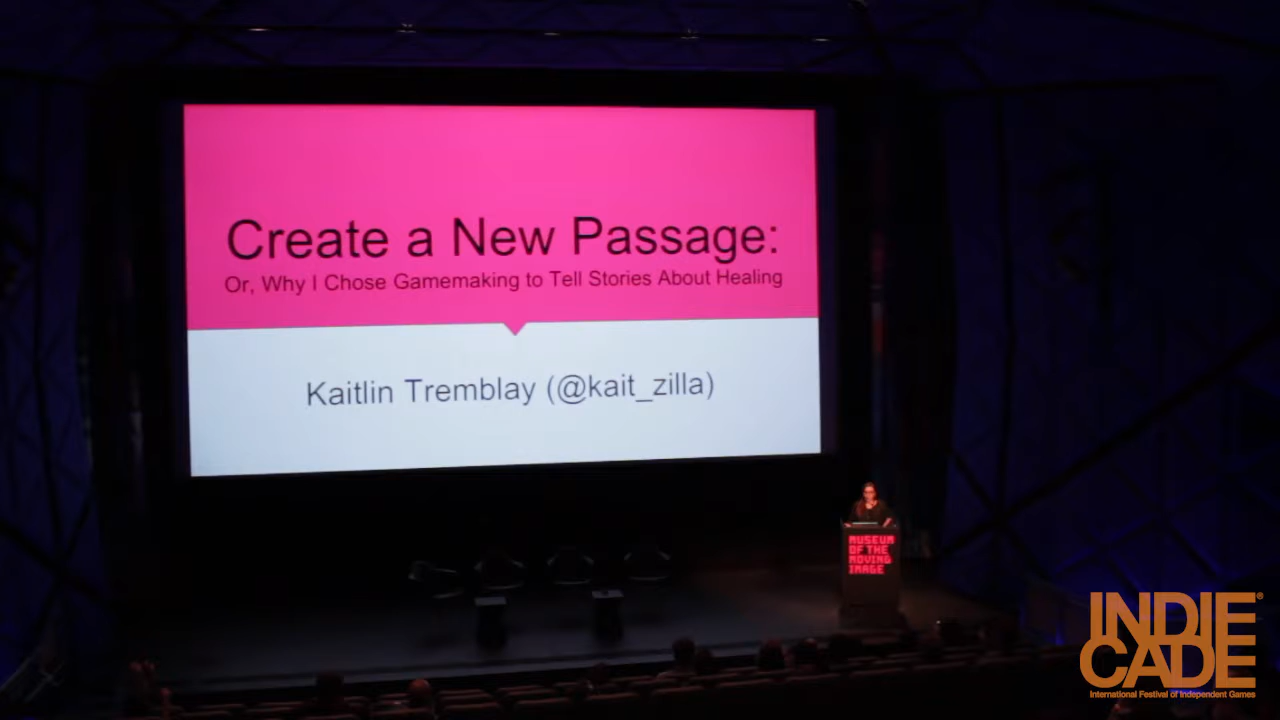 Create a New Passage:
Or, Why I Chose Gamemaking to Tell Stories About Healing
Kaitlin Tremblay (@kait_zilla)
MUSEUM
OF THE
MOVING
IMAGE
INDIE®
CADE
International Festival of Independent Games